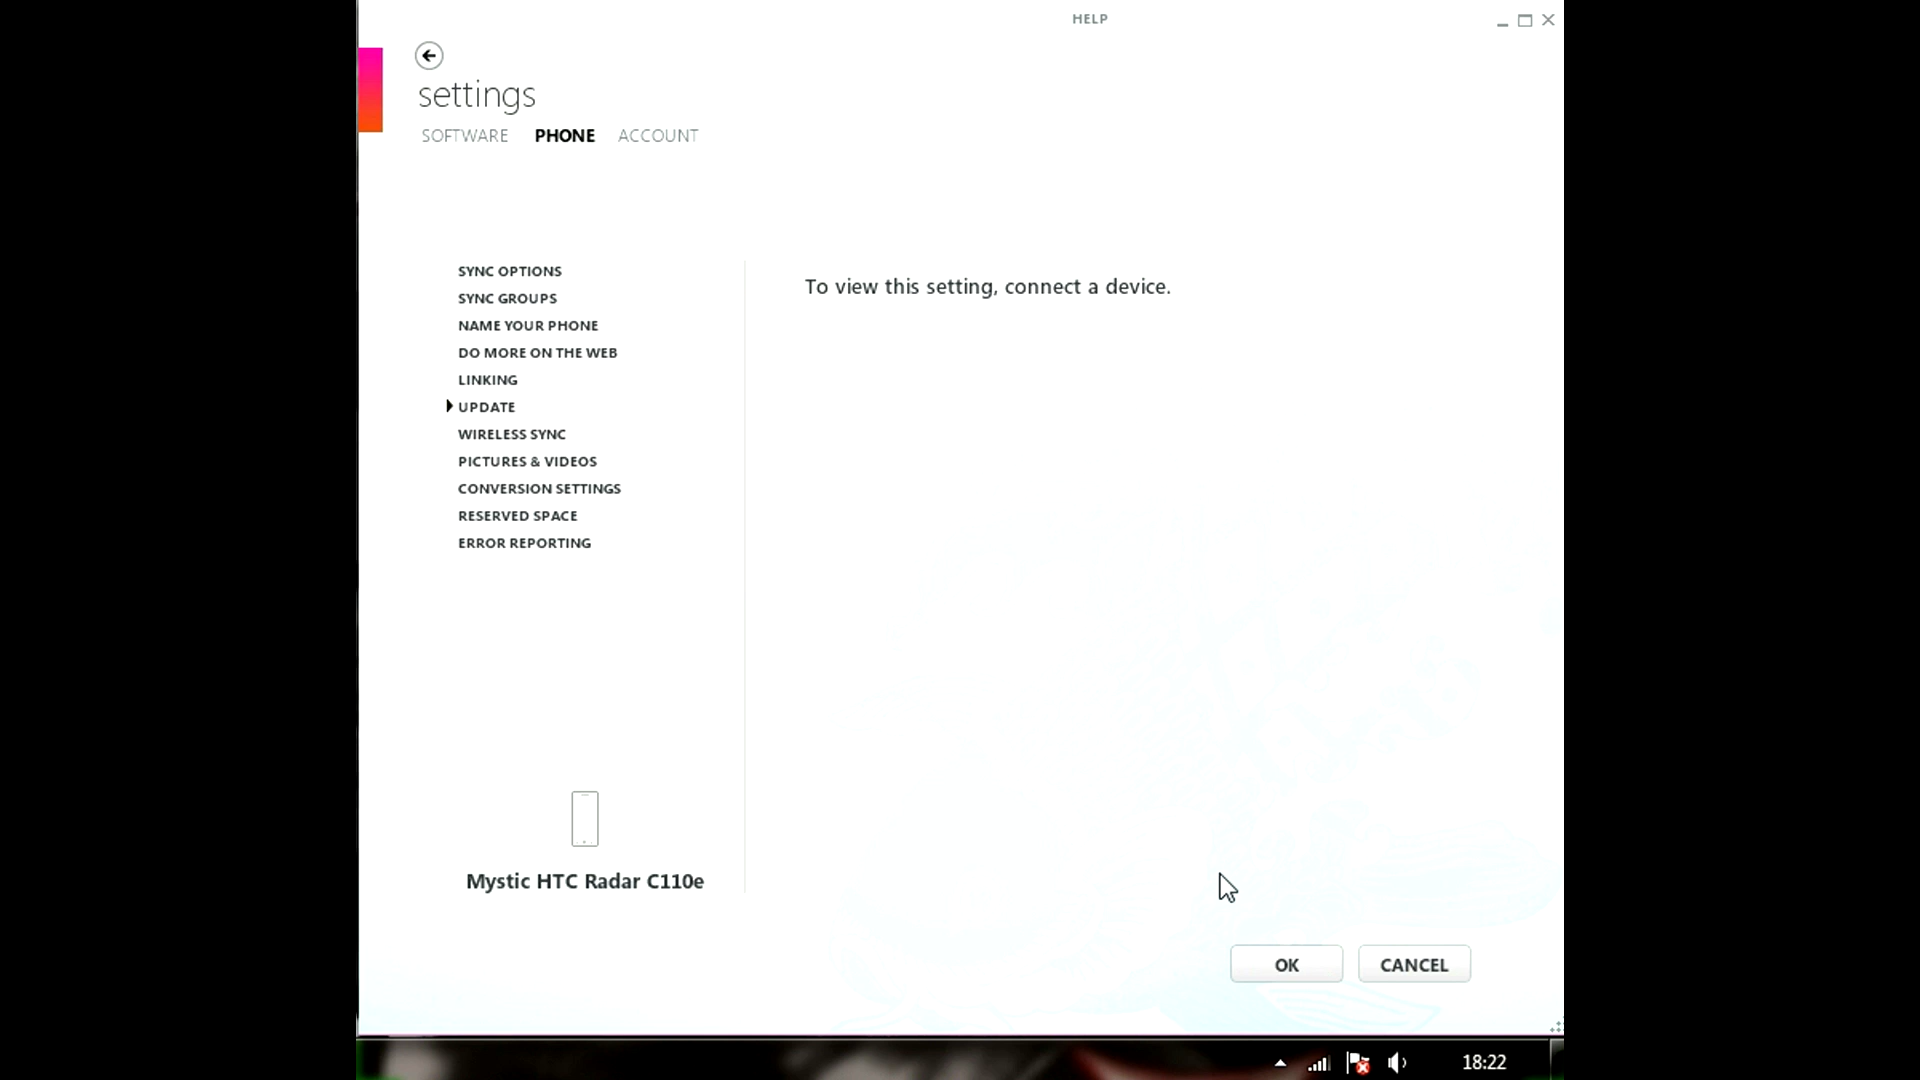 HELP
settings
SOFTWARE PHONE ACCOUNT
SYNC OPTIONS
SYNC GROUPS
NAME YOUR PHONE
DO MORE ON THE WEB
LINKING
UPDATE
WIRELESS SYNC
PICTURES & VIDEOS
CONVERSION SETTINGS
RESERVED SPACE
ERROR REPORTING
To view this setting, connect a device.
Mystic HTC Radar C110e
OK CANCEL
18:22